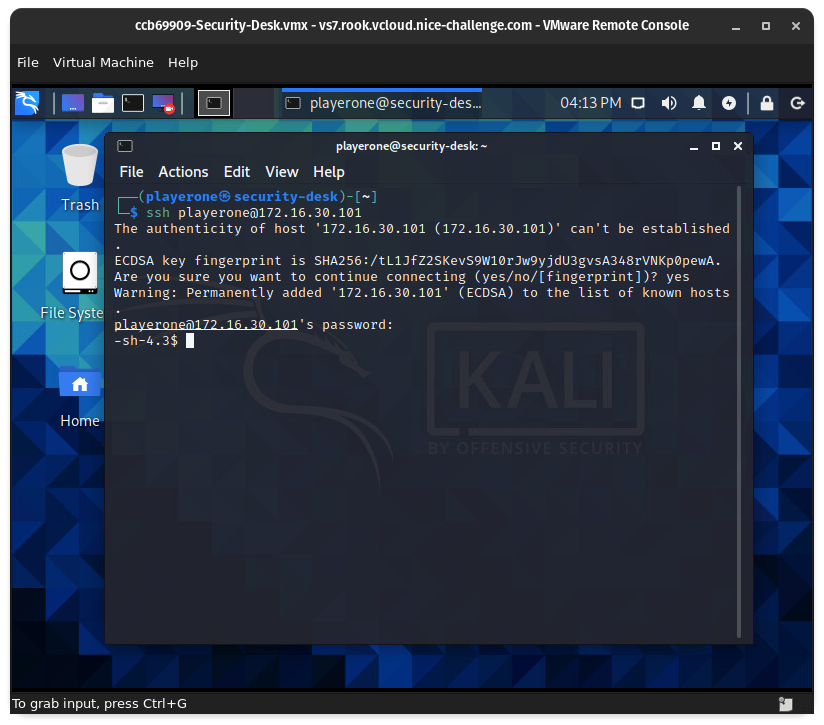 ccb69909-Security-Desk.vmx - vs7.rook.vcloud.nice-challenge.com - VMware Remote Console
File Virtual Machine Help
playerone@security-des...
04:13 PM
Trash
File Syste
Home
playerone@security-desk: ~
File Actions Edit View Help
┌──(playerone㉿security-desk)-[~]
└─$ ssh playerone@172.16.30.101
The authenticity of host '172.16.30.101 (172.16.30.101)' can't be established
.
ECDSA key fingerprint is SHA256:/tL1JfZ2SKevS9W10rJw9yjdU3gvsA348rVNKp0pewA.
Are you sure you want to continue connecting (yes/no/[fingerprint])? yes
Warning: Permanently added '172.16.30.101' (ECDSA) to the list of known hosts
.
playerone@172.16.30.101's password:
-sh-4.3$
KALI
BY OFFENSIVE SECURITY
To grab input, press Ctrl+G